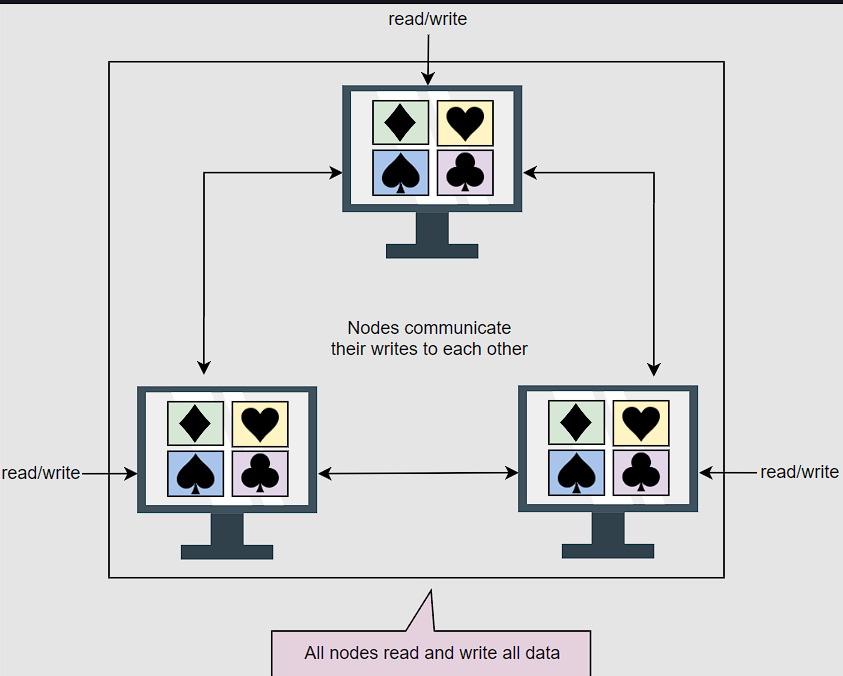 read/write
Nodes communicate
their writes to each other
read/write
read/write
All nodes read and write all data